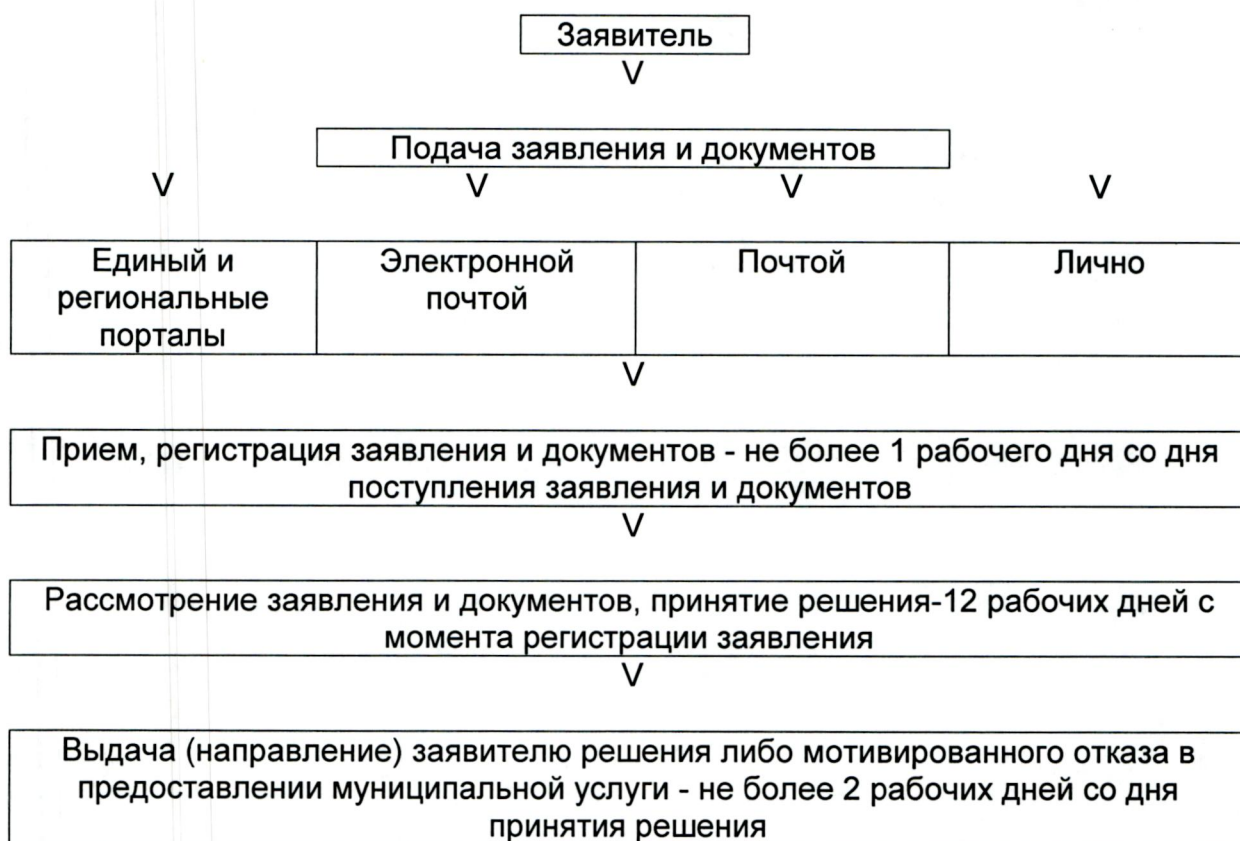 Заявитель
V
Подача заявления и документов
V V V V
Единый и
региональные
порталы
Электронной
почтой
Почтой
Лично
V
Прием, регистрация заявления и документов - не более 1 рабочего дня со дня
поступления заявления и документов
V
Рассмотрение заявления и документов, принятие решения-12 рабочих дней с
момента регистрации заявления
V
Выдача (направление) заявителю решения либо мотивированного отказа в
предоставлении муниципальной услуги - не более 2 рабочих дней со дня
принятия решения